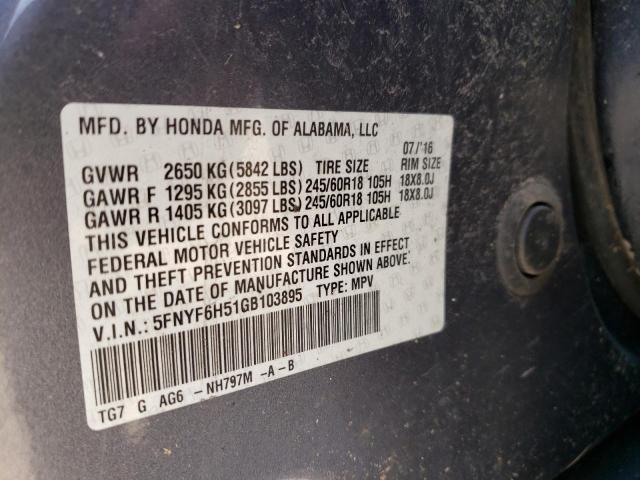 MFD. BY HONDA MFG. OF ALABAMA, LLC
07/'16
GVWR 2650 KG (5842 LBS) TIRE SIZE RIM SIZE
GAWR F 1295 KG (2855 LBS) 245/60R18 105H 18X8.0J
GAWR R 1405 KG (3097 LBS) 245/60R18 105H 18X8.0J
THIS VEHICLE CONFORMS TO ALL APPLICABLE
FEDERAL MOTOR VEHICLE SAFETY
AND THEFT PREVENTION STANDARDS IN EFFECT
ON THE DATE OF MANUFACTURE SHOWN ABOVE.
V.I.N.: 5FNYF6H51GB103895 TYPE: MPV
TG7 G AG6 -NH797M -A-B